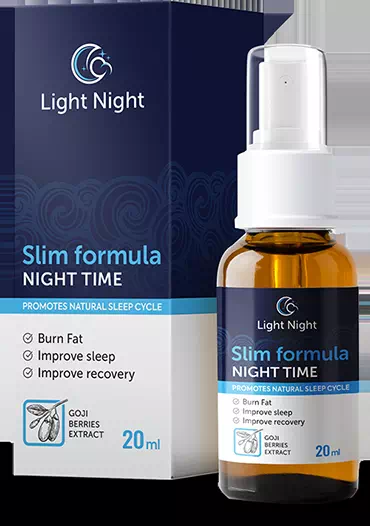 Light Night
Slim formula
NIGHT TIME
PROMOTES NATURAL SLEEP CYCLE
Burn Fat
Improve sleep
Improve recovery
GOJI
BERRIES
EXTRACT
20 ml
Light Night
Slim formula
NIGHT TIME
PROMOTES NATURAL SLEEP CYCLE
Burn Fat
Improve sleep
Improve recovery
GOJI
BERRIES
EXTRACT
20 ml